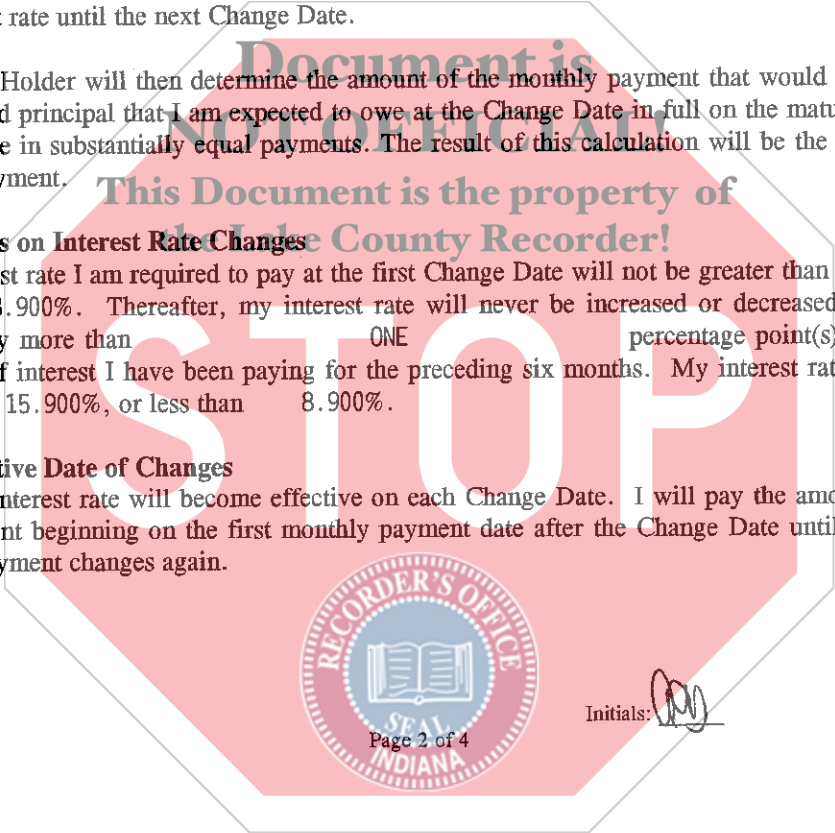 t rate until the next Change Date.
Document is
Holder will then determine the amount of the monthly payment that would
d principal that I am expected to owe at the Change Date in full on the matu
NOT OFFICIAL!
e in substantially equal payments. The result of this calculation will be the
yment.
This Document is the property of
the Lake County Recorder!
s on Interest Rate Changes
st rate I am required to pay at the first Change Date will not be greater than
.900%. Thereafter, my interest rate will never be increased or decreased
y more than ONE percentage point(s)
f interest I have been paying for the preceding six months. My interest rat
15.900%, or less than 8.900%.
STOP
tive Date of Changes
nterest rate will become effective on each Change Date. I will pay the amo
nt beginning on the first monthly payment date after the Change Date until
yment changes again.
RECORDER'S OFFICE
Initials:
SEAL
Page 2 of 4
INDIANA